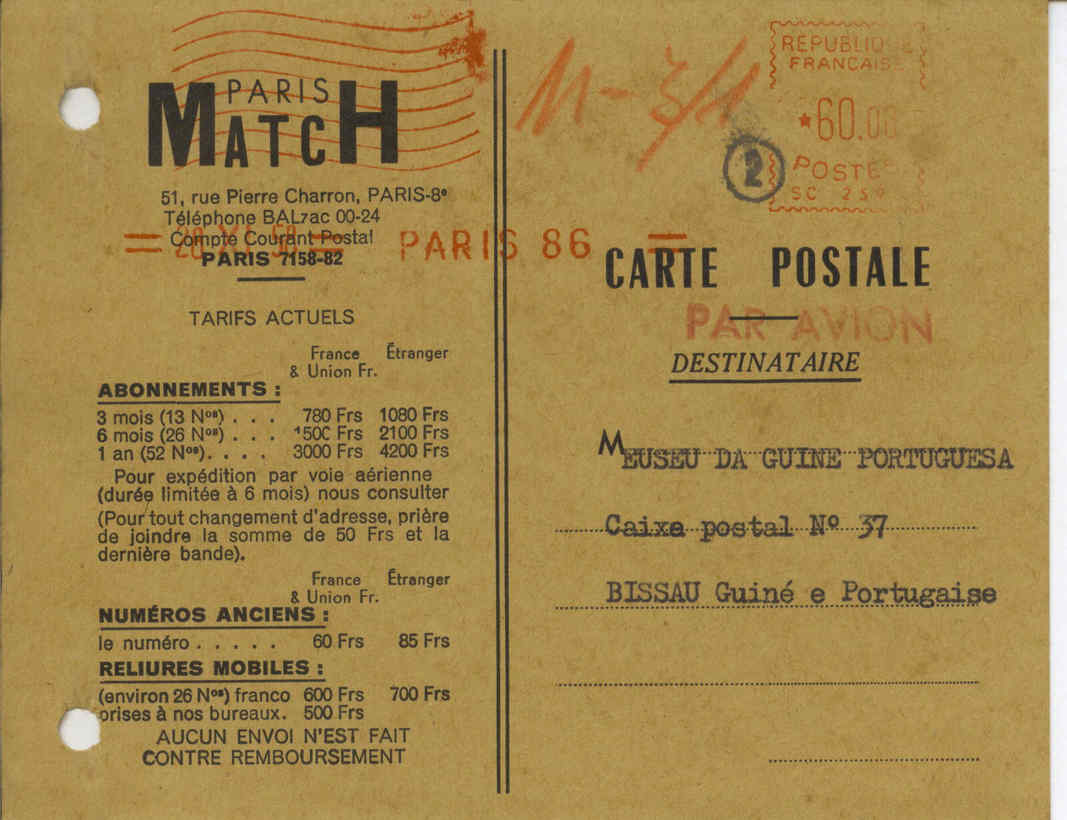 PARIS
MATCH
51, rue Pierre Charron, PARIS-8e
Téléphone BALzac 00-24
Compte Courant Postal
PARIS 7158-82
PARIS 86
TARIFS ACTUELS
France Étranger
& Union Fr.
ABONNEMENTS :
3 mois (13 Nos) . . . 780 Frs 1080 Frs
6 mois (26 Nos) . . . 1500 Frs 2100 Frs
1 an (52 Nos). . . . 3000 Frs 4200 Frs
Pour expédition par voie aérienne
(durée limitée à 6 mois) nous consulter
(Pour tout changement d'adresse, prière
de joindre la somme de 50 Frs et la
dernière bande).
France Étranger
& Union Fr.
NUMÉROS ANCIENS :
le numéro . . . . . 60 Frs 85 Frs
RELIURES MOBILES :
(environ 26 Nos) franco 600 Frs 700 Frs
prises à nos bureaux. 500 Frs
AUCUN ENVOI N'EST FAIT
CONTRE REMBOURSEMENT
REPUBLIQUE
FRANCAISE
*60.00
POSTES
2
CARTE POSTALE
PAR AVION
DESTINATAIRE
MEUSEU DA GUINE PORTUGUESA
Caixa postal Nº 37
BISSAU Guiné e Portugaise